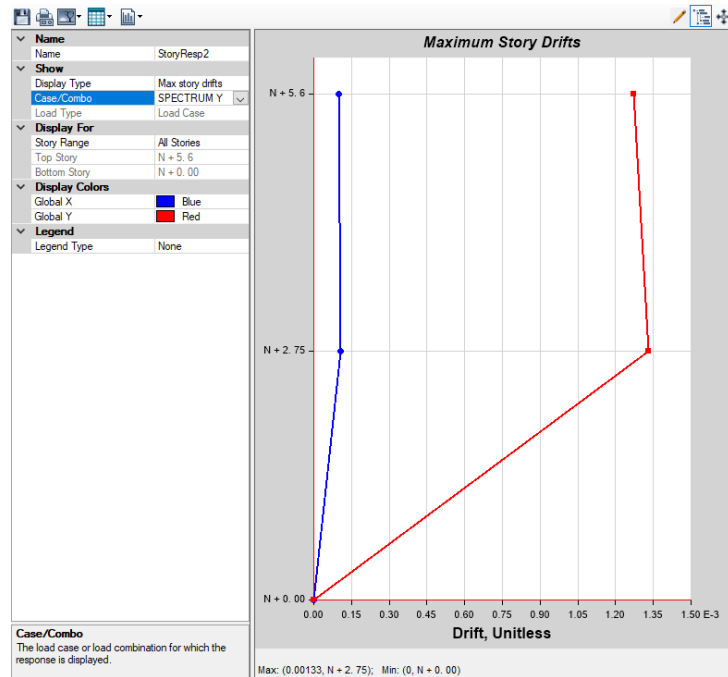 Name
Name StoryResp2
Show
Display Type Max story drifts
Case/Combo SPECTRUM Y
Load Type Load Case
Display For
Story Range All Stories
Top Story N + 5. 6
Bottom Story N + 0. 00
Display Colors
Global X Blue
Global Y Red
Legend
Legend Type None
Case/Combo
The load case or load combination for which the
response is displayed.
Maximum Story Drifts
N + 5. 6
N + 2. 75
N + 0. 00
0.00 0.15 0.30 0.45 0.60 0.75 0.90 1.05 1.20 1.35 1.50 E-3
Drift, Unitless
Max: (0.00133, N + 2. 75); Min: (0, N + 0. 00)